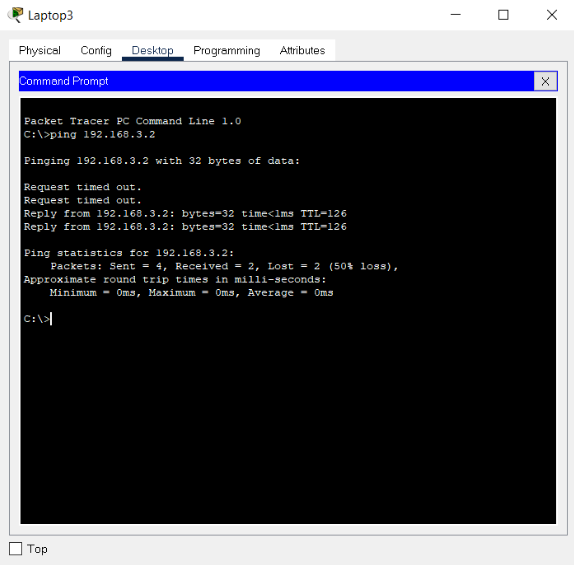 Laptop3
Physical Config Desktop Programming Attributes
Command Prompt X
Packet Tracer PC Command Line 1.0
C:\>ping 192.168.3.2
Pinging 192.168.3.2 with 32 bytes of data:
Request timed out.
Request timed out.
Reply from 192.168.3.2: bytes=32 time<1ms TTL=126
Reply from 192.168.3.2: bytes=32 time<1ms TTL=126
Ping statistics for 192.168.3.2:
Packets: Sent = 4, Received = 2, Lost = 2 (50% loss),
Approximate round trip times in milli-seconds:
Minimum = 0ms, Maximum = 0ms, Average = 0ms
C:\>
Top